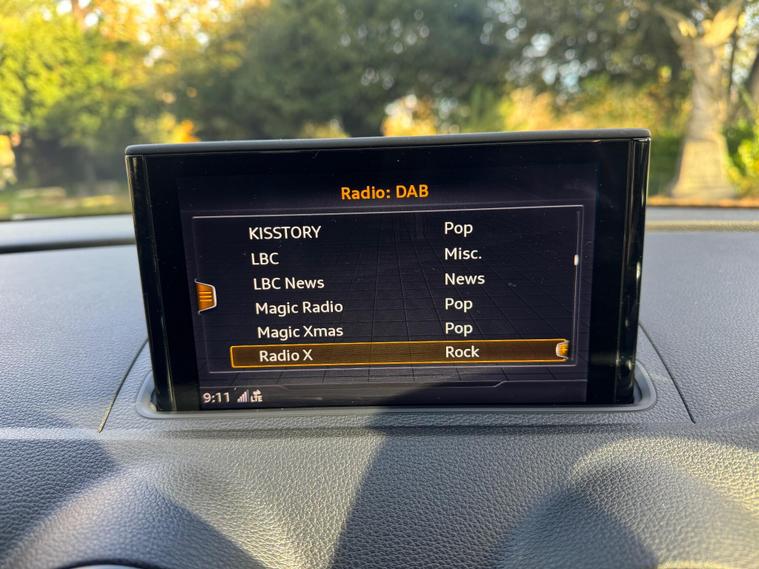 Radio: DAB
KISSTORY Pop
LBC Misc.
LBC News News
Magic Radio Pop
Magic Xmas Pop
Radio X Rock
9:11 LTE